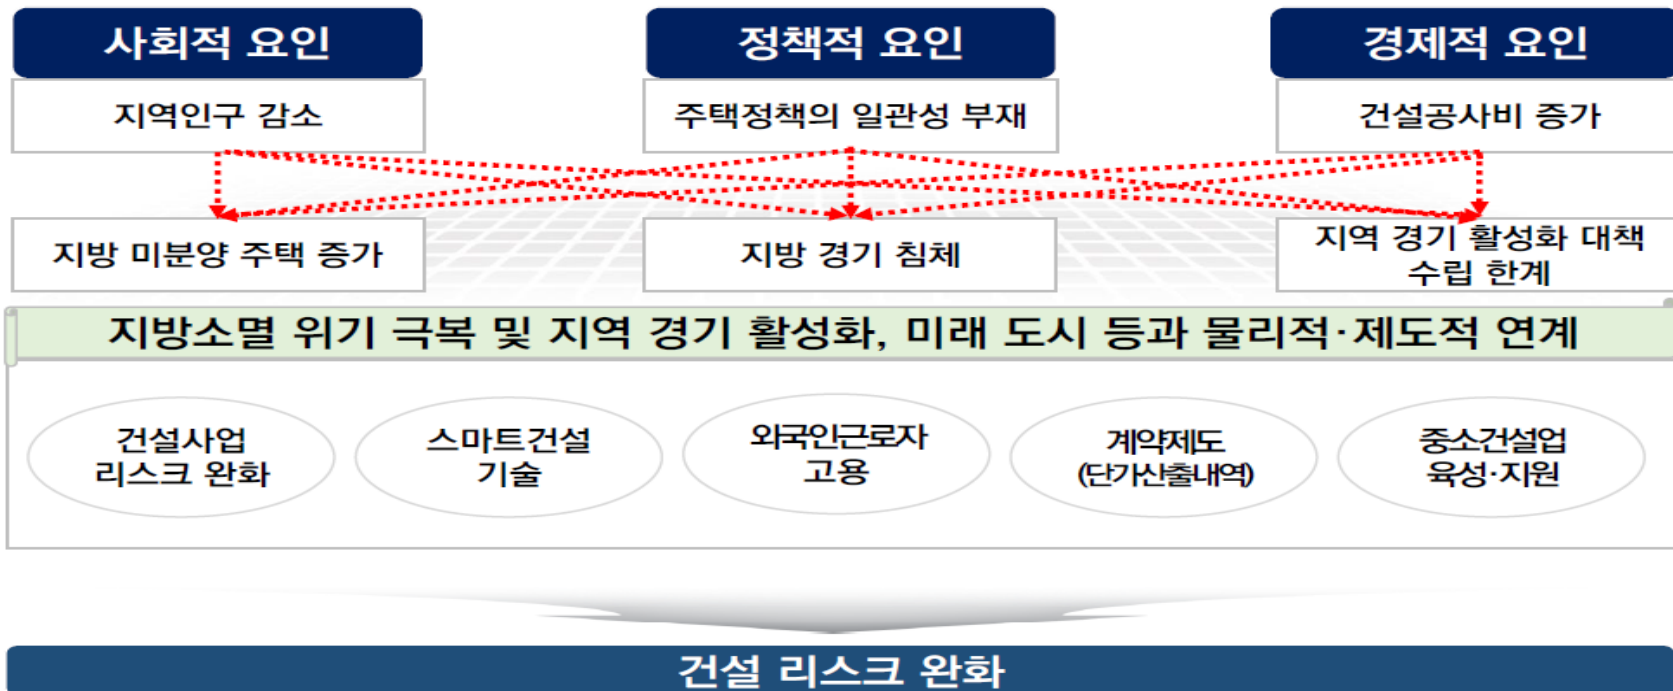 사회적 요인
정책적 요인
경제적 요인
지역인구 감소
주택정책의 일관성 부재
건설공사비 증가
지방 미분양 주택 증가
지방 경기 침체
지역 경기 활성화 대책
수립 한계
지방소멸 위기 극복 및 지역 경기 활성화, 미래 도시 등과 물리적·제도적 연계
건설사업
리스크 완화
스마트건설
기술
외국인근로자
고용
계약제도
(단가산출내역)
중소건설업
육성·지원
건설 리스크 완화